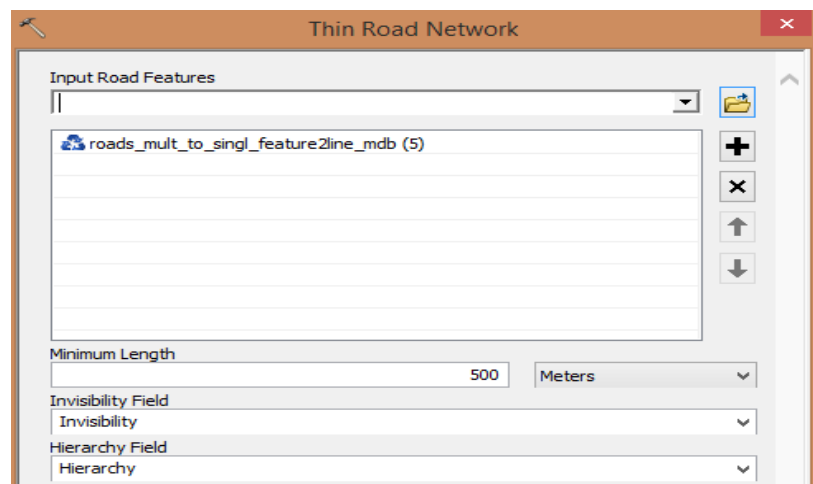 Thin Road Network
Input Road Features
roads_mult_to_singl_feature2line_mdb (5)
Minimum Length
500 Meters
Invisibility Field
Invisibility
Hierarchy Field
Hierarchy